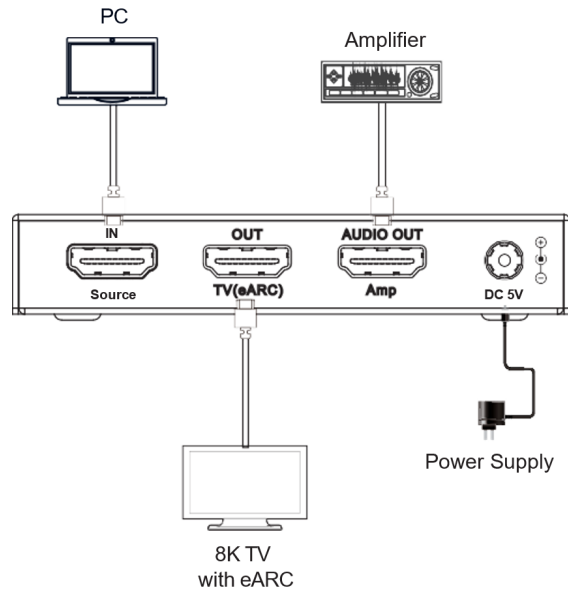 PC
Amplifier
IN
OUT
AUDIO OUT
Source
TV(eARC)
Amp
DC 5V
Power Supply
8K TV
with eARC